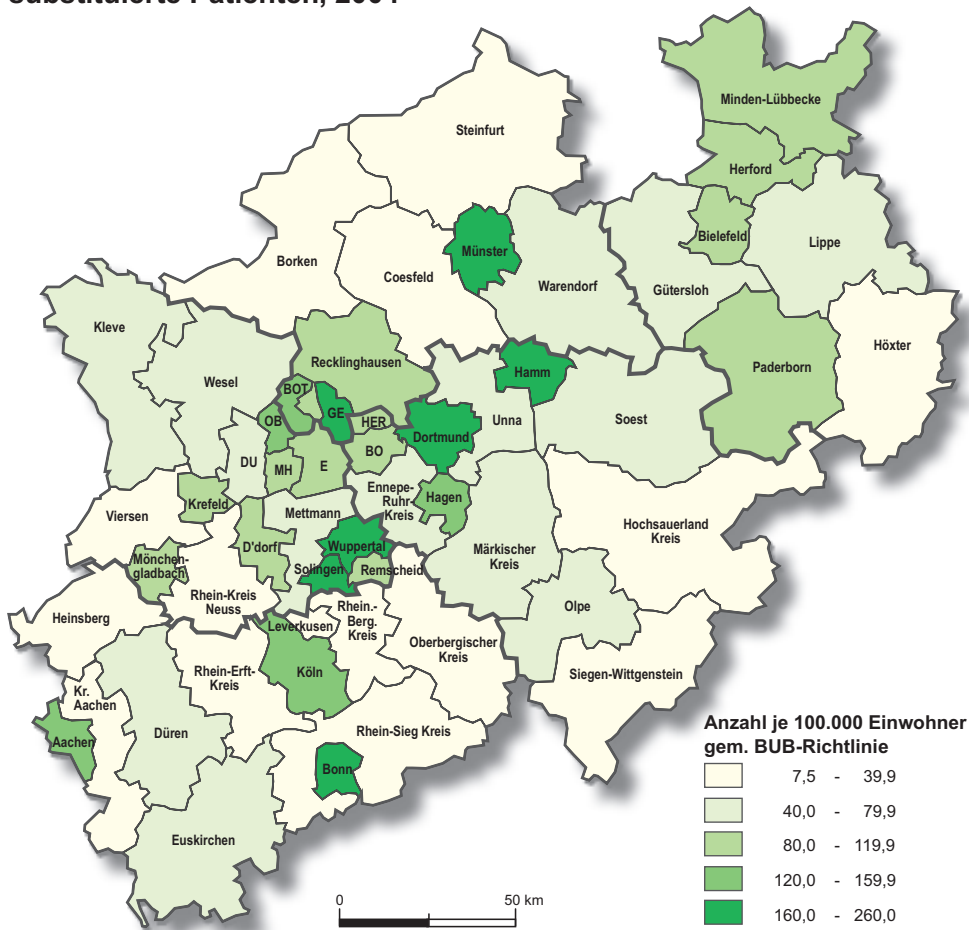 substituierte Patienten, 2004
Minden-Lübbecke
Steinfurt
Herford
Bielefeld
Lippe
Münster
Borken
Coesfeld
Warendorf
Gütersloh
Kleve
Höxter
Recklinghausen
Paderborn
Wesel
Hamm
BOT
GE
Soest
Unna
OB
HER
Dortmund
BO
DU
MH
E
Ennepe-
Ruhr-
Kreis
Hagen
Krefeld
Mettmann
Viersen
Hochsauerland
Kreis
D'dorf
Wuppertal
Märkischer
Kreis
Mönchen-
gladbach
Solingen
Remscheid
Rhein-Kreis
Neuss
Olpe
Heinsberg
Leverkusen
Rhein.-
Berg.
Kreis
Oberbergischer
Kreis
Rhein-Erft-
Kreis
Köln
Siegen-Wittgenstein
Kr.
Aachen
Rhein-Sieg Kreis
Düren
Aachen
Bonn
Euskirchen
Anzahl je 100.000 Einwohner
gem. BUB-Richtlinie
7,5 - 39,9
40,0 - 79,9
80,0 - 119,9
120,0 - 159,9
160,0 - 260,0
0 50 km